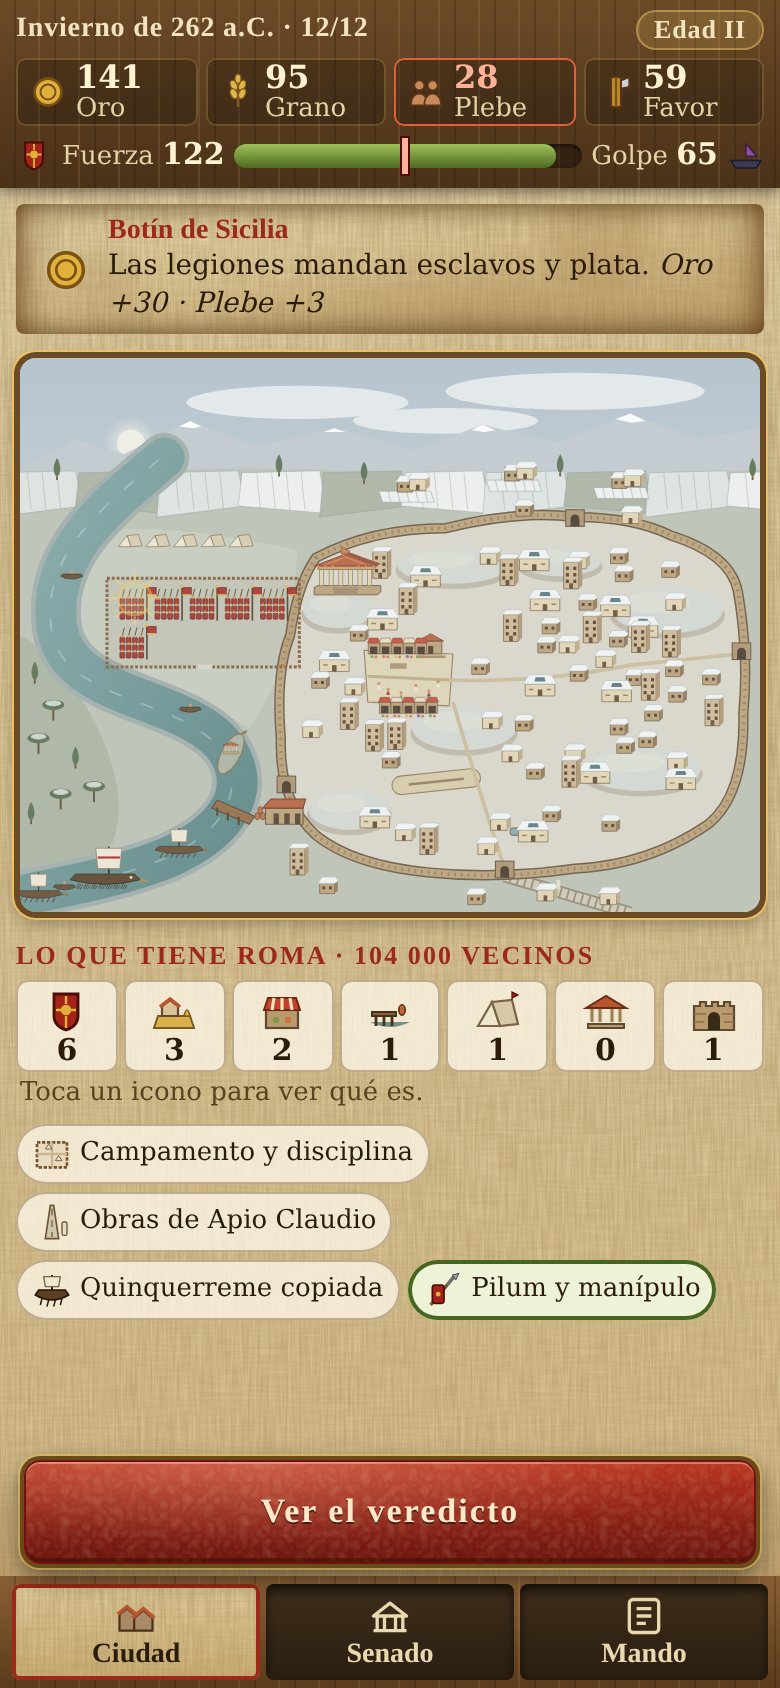 Invierno de 262 a.C. · 12/12
Edad II
141
Oro
95
Grano
28
Plebe
59
Favor
Fuerza 122
Golpe 65
Botín de Sicilia
Las legiones mandan esclavos y plata. Oro
+30 · Plebe +3
LO QUE TIENE ROMA · 104 000 VECINOS
6
3
2
1
1
0
1
Toca un icono para ver qué es.
Campamento y disciplina
Obras de Apio Claudio
Quinquerreme copiada
Pilum y manípulo
Ver el veredicto
Ciudad
Senado
Mando